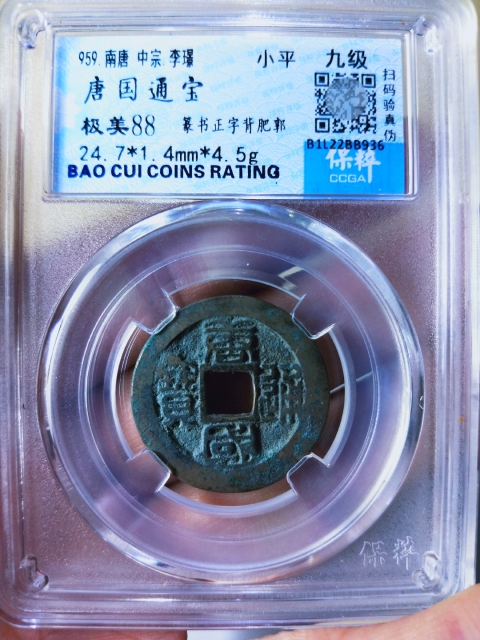 959.南唐 中宗 李璟 小平 九级
唐国通宝
极美88 篆书正字背肥郭
24.7*1.4mm*4.5g
BAO CUI COINS RATING
扫码验真伪
B1L22BB936
保粹
CCGA
唐國通寶
保粹